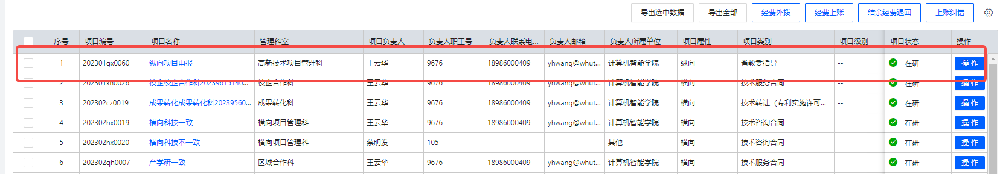 导出选中数据 导出全部 经费外拨 经费上账 结余经费退回 上账纠错
序号 项目编号 项目名称 管理科室 项目负责人 负责人职工号 负责人联系电... 负责人邮箱 负责人所属单位 项目属性 项目类别 项目级别 项目状态 操作
1 202301gx0060 纵向项目申报 高新技术项目管理科 王云华 9676 18986000409 yhwang@whut... 计算机智能学院 纵向 省教委指导 -- 在研 操作
2 202301xh0026 校企校企合作科20239615140... 校企合作科 王云华 9676 18986000409 yhwang@whut... 计算机智能学院 横向 技术服务合同 -- 在研 操作
3 202302cz0019 成果转化成果转化科20239560... 成果转化科 王云华 9676 18986000409 yhwang@whut... 计算机智能学院 横向 技术转让（专利实施许可... -- 在研 操作
4 202302hx0019 横向科技一致 横向项目管理科 王云华 9676 18986000409 yhwang@whut... 计算机智能学院 横向 技术咨询合同 -- 在研 操作
5 202302hx0020 横向科技不一致 横向项目管理科 蔡明发 105 -- -- 其他 横向 技术咨询合同 -- 在研 操作
6 202302qh0007 产学研一致 区域合作科 王云华 9676 18986000409 yhwang@whut... 计算机智能学院 横向 技术服务合同 -- 在研 操作